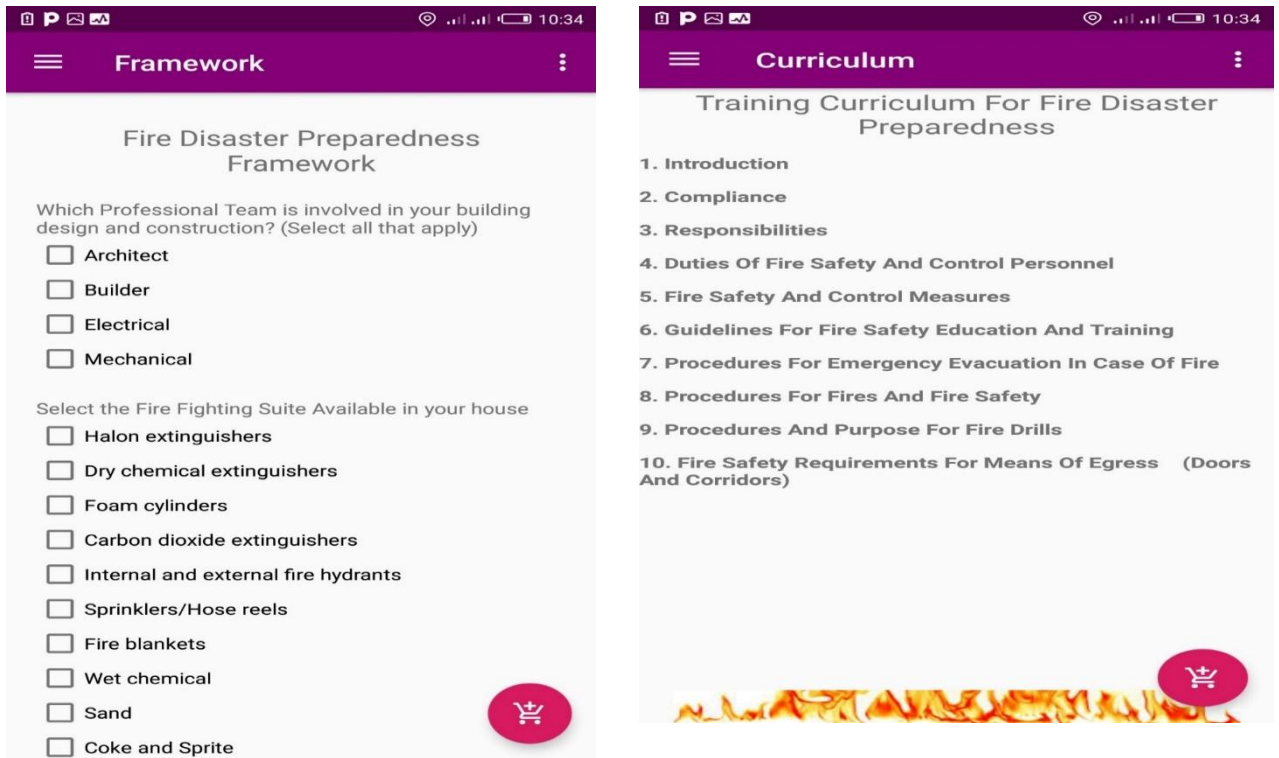 10:34
Framework
Fire Disaster Preparedness
Framework
Which Professional Team is involved in your building
design and construction? (Select all that apply)
Architect
Builder
Electrical
Mechanical
Select the Fire Fighting Suite Available in your house
Halon extinguishers
Dry chemical extinguishers
Foam cylinders
Carbon dioxide extinguishers
Internal and external fire hydrants
Sprinklers/Hose reels
Fire blankets
Wet chemical
Sand
Coke and Sprite
10:34
Curriculum
Training Curriculum For Fire Disaster
Preparedness
1. Introduction
2. Compliance
3. Responsibilities
4. Duties Of Fire Safety And Control Personnel
5. Fire Safety And Control Measures
6. Guidelines For Fire Safety Education And Training
7. Procedures For Emergency Evacuation In Case Of Fire
8. Procedures For Fires And Fire Safety
9. Procedures And Purpose For Fire Drills
10. Fire Safety Requirements For Means Of Egress (Doors
And Corridors)